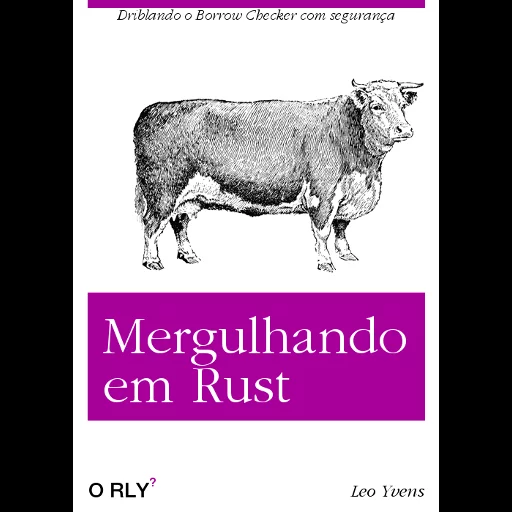 Driblando o Borrow Checker com segurança
Mergulhando
em Rust
O RLY?
Leo Yvens